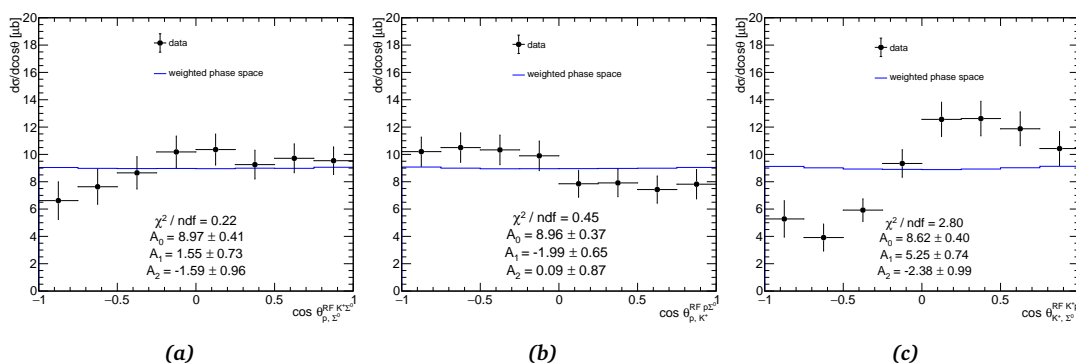 dσ/dcosθ [μb]
20
18
16
14
12
10
8
6
4
2
0
data
weighted phase space
χ² / ndf = 0.22
A₀ = 8.97 ± 0.41
A₁ = 1.55 ± 0.73
A₂ = -1.59 ± 0.96
−1 −0.5 0 0.5 1
cos θ^{RF K⁺Σ⁰}_{p, Σ⁰}
(a)
dσ/dcosθ [μb]
20
18
16
14
12
10
8
6
4
2
0
data
weighted phase space
χ² / ndf = 0.45
A₀ = 8.96 ± 0.37
A₁ = -1.99 ± 0.65
A₂ = 0.09 ± 0.87
−1 −0.5 0 0.5 1
cos θ^{RF pΣ⁰}_{p, K⁺}
(b)
dσ/dcosθ [μb]
20
18
16
14
12
10
8
6
4
2
0
data
weighted phase space
χ² / ndf = 2.80
A₀ = 8.62 ± 0.40
A₁ = 5.25 ± 0.74
A₂ = -2.38 ± 0.99
−1 −0.5 0 0.5 1
cos θ^{RF K⁺p}_{K⁺, Σ⁰}
(c)